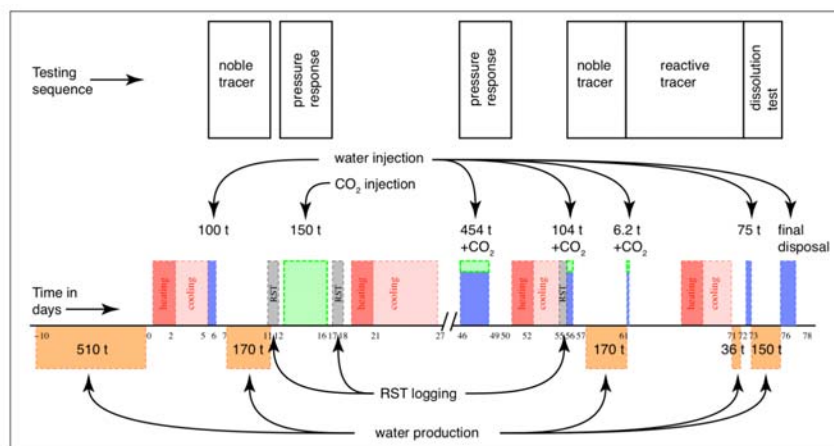 Testing
sequence
noble
tracer
pressure
response
pressure
response
noble
tracer
reactive
tracer
dissolution
test
water injection
CO₂ injection
100 t
150 t
454 t
+CO₂
104 t
+CO₂
6.2 t
+CO₂
75 t
final
disposal
Time in
days
heating
cooling
RST
RST
heating
cooling
heating
cooling
RST
heating
cooling
−10 0 2 5 6 7 11 12 16 17 18 21 27 46 49 50 52 55 56 57 61 71 72 73 76 78
510 t
170 t
170 t
36 t
150 t
RST logging
water production